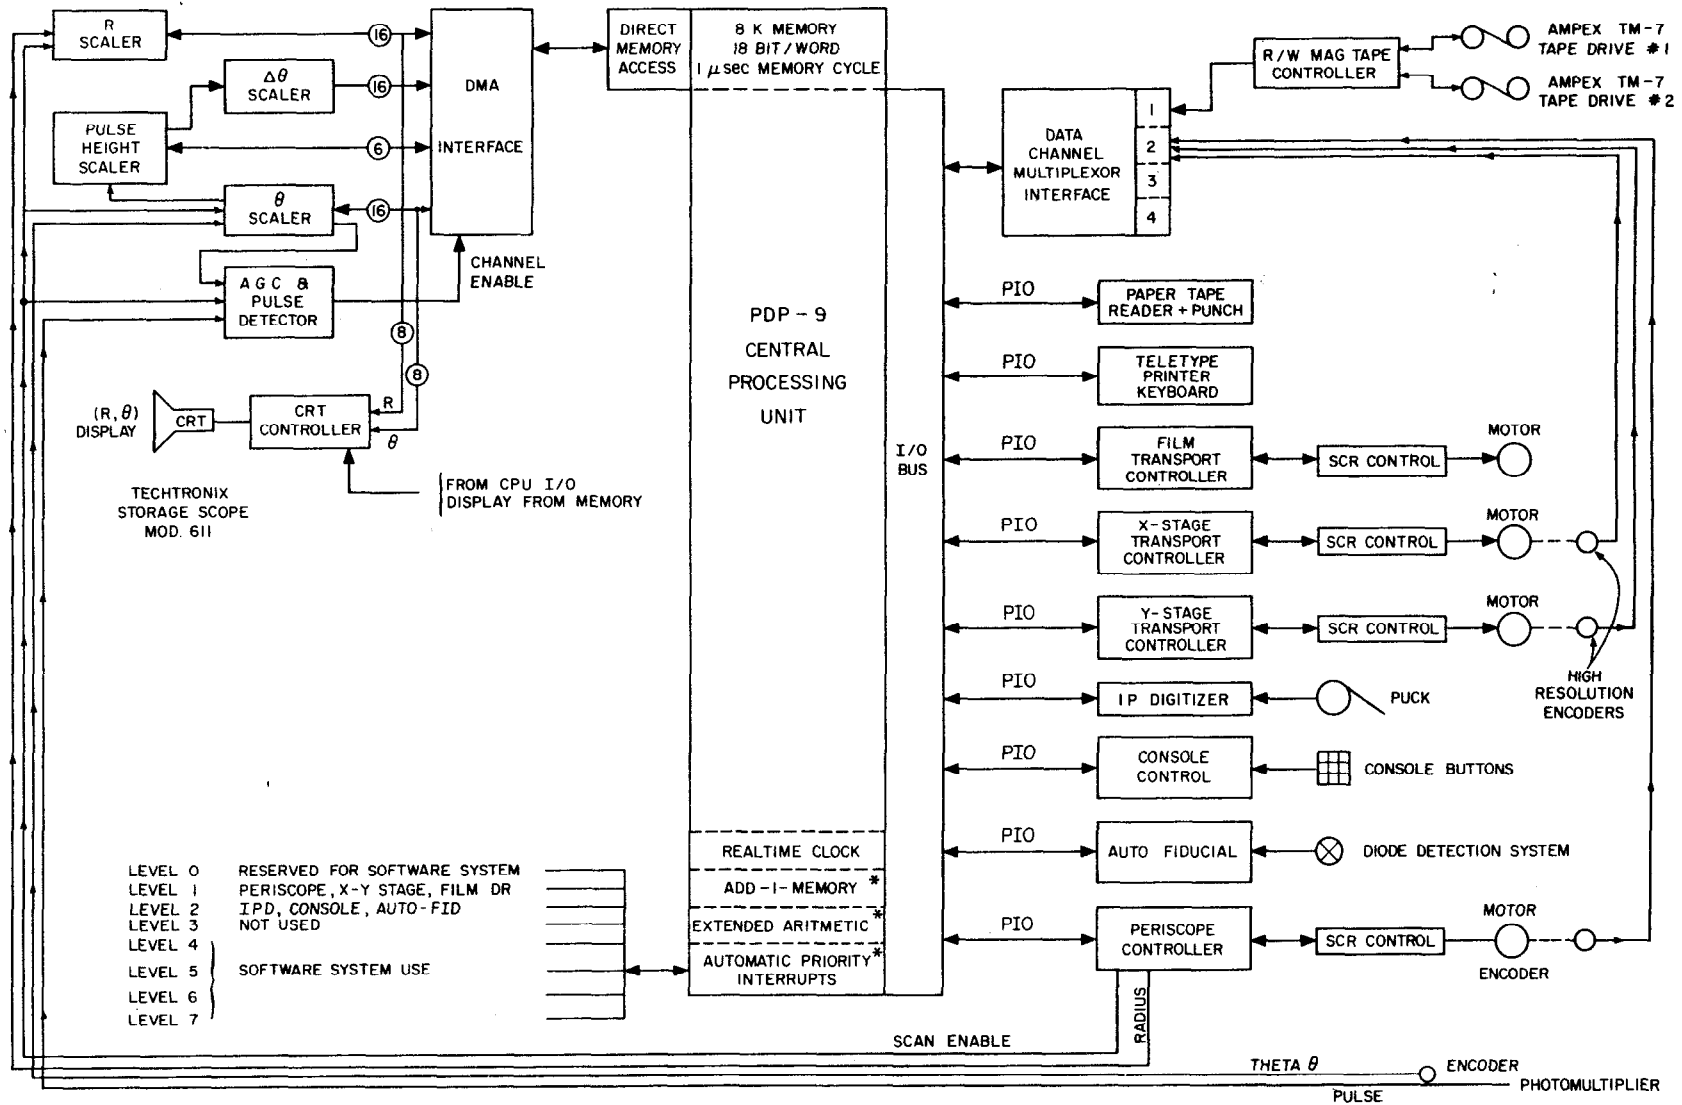 R
SCALER
16
Δθ
SCALER
16
PULSE
HEIGHT
SCALER
6
θ
SCALER
16
DMA
INTERFACE
CHANNEL
ENABLE
AGC &
PULSE
DETECTOR
8
8
(R, θ)
DISPLAY
CRT
CRT
CONTROLLER
R
θ
TECHTRONIX
STORAGE SCOPE
MOD. 611
FROM CPU I/O
DISPLAY FROM MEMORY
DIRECT
MEMORY
ACCESS
8 K MEMORY
18 BIT/WORD
1 μsec MEMORY CYCLE
PDP-9
CENTRAL
PROCESSING
UNIT
I/O
BUS
REALTIME CLOCK
ADD-1-MEMORY *
EXTENDED ARITMETIC *
AUTOMATIC PRIORITY *
INTERRUPTS
LEVEL 0 RESERVED FOR SOFTWARE SYSTEM
LEVEL 1 PERISCOPE, X-Y STAGE, FILM DR
LEVEL 2 IPD, CONSOLE, AUTO-FID
LEVEL 3 NOT USED
LEVEL 4
LEVEL 5 SOFTWARE SYSTEM USE
LEVEL 6
LEVEL 7
DATA
CHANNEL
MULTIPLEXOR
INTERFACE
1
2
3
4
R/W MAG TAPE
CONTROLLER
AMPEX TM-7
TAPE DRIVE #1
AMPEX TM-7
TAPE DRIVE #2
PIO
PAPER TAPE
READER + PUNCH
PIO
TELETYPE
PRINTER
KEYBOARD
PIO
FILM
TRANSPORT
CONTROLLER
SCR CONTROL
MOTOR
PIO
X-STAGE
TRANSPORT
CONTROLLER
SCR CONTROL
MOTOR
PIO
Y-STAGE
TRANSPORT
CONTROLLER
SCR CONTROL
MOTOR
HIGH
RESOLUTION
ENCODERS
PIO
IP DIGITIZER
PUCK
PIO
CONSOLE
CONTROL
CONSOLE BUTTONS
PIO
AUTO FIDUCIAL
DIODE DETECTION SYSTEM
PIO
PERISCOPE
CONTROLLER
SCR CONTROL
MOTOR
ENCODER
RADIUS
SCAN ENABLE
THETA θ
ENCODER
PULSE
PHOTOMULTIPLIER